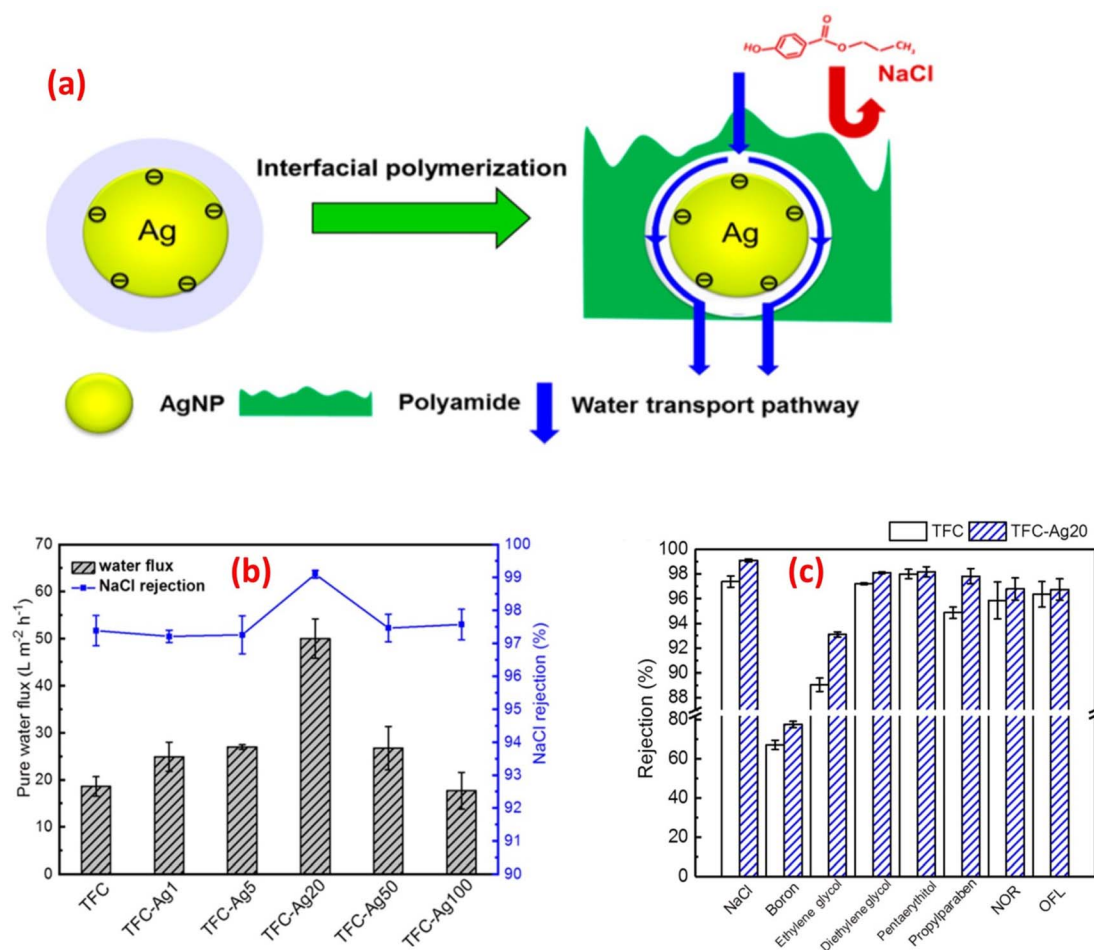 (a)
HO
O
O
CH3
NaCl
Interfacial polymerization
Ag
Ag
AgNP
Polyamide
Water transport pathway
(b)
water flux
NaCl rejection
Pure water flux (L m⁻² h⁻¹)
70
60
50
40
30
20
10
0
NaCl rejection (%)
100
99
98
97
96
95
94
93
92
91
90
TFC
TFC-Ag1
TFC-Ag5
TFC-Ag20
TFC-Ag50
TFC-Ag100
TFC
TFC-Ag20
(c)
Rejection (%)
100
98
96
94
92
90
88
80
60
40
20
0
NaCl
Boron
Ethylene glycol
Diethylene glycol
Pentaerythitol
Propylparaben
NOR
OFL